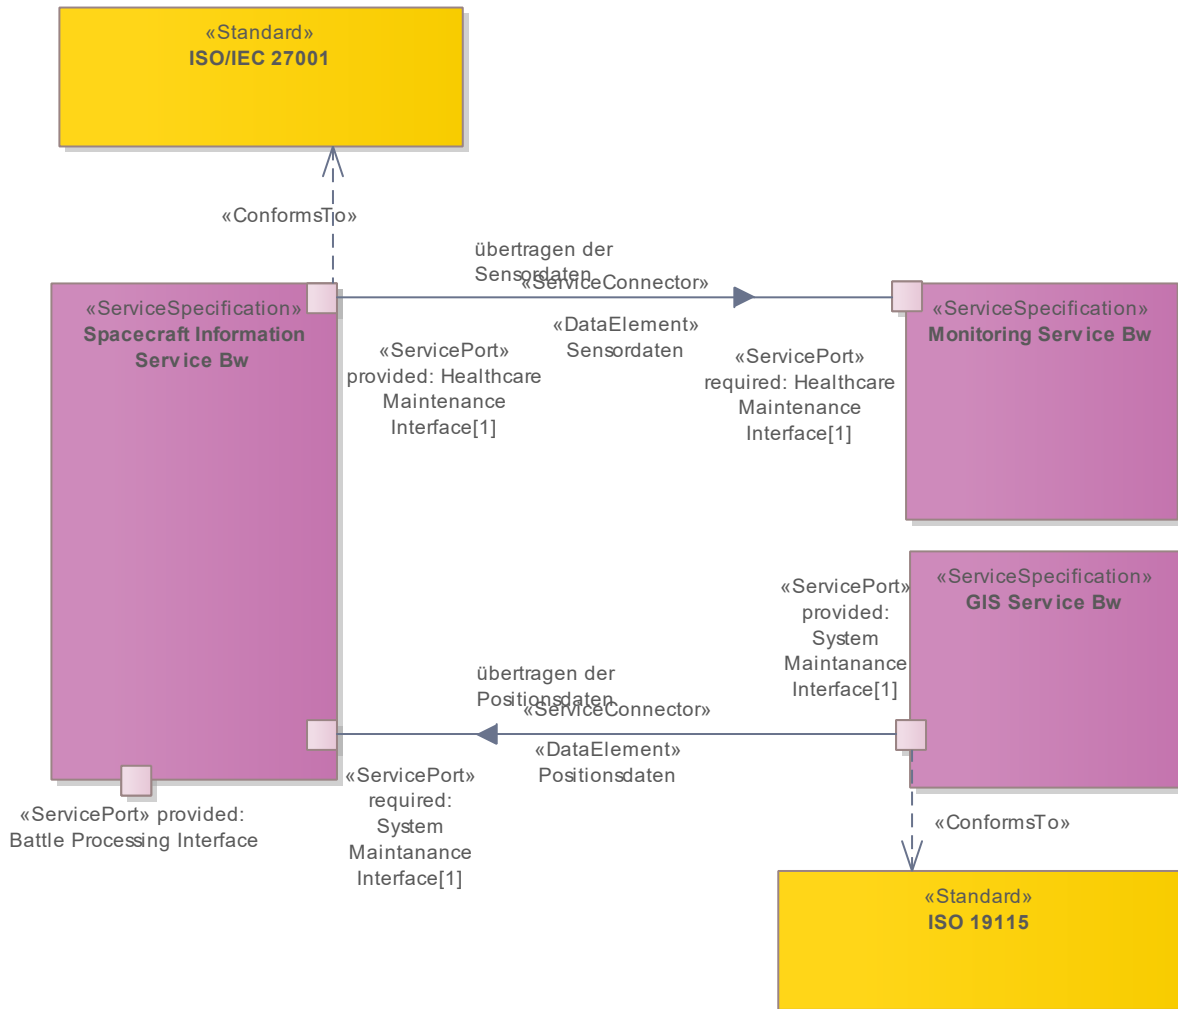 «Standard»
ISO/IEC 27001
«ConformsTo»
übertragen der
Sensordaten
«ServiceConnector»
«DataElement»
Sensordaten
«ServiceSpecification»
Spacecraft Information
Service Bw
«ServicePort»
provided: Healthcare
Maintenance
Interface[1]
«ServicePort»
required: Healthcare
Maintenance
Interface[1]
«ServiceSpecification»
Monitoring Service Bw
«ServicePort»
provided:
System
Maintanance
Interface[1]
«ServiceSpecification»
GIS Service Bw
übertragen der
Positionsdaten
«ServiceConnector»
«DataElement»
Positionsdaten
«ServicePort»
required:
System
Maintanance
Interface[1]
«ServicePort» provided:
Battle Processing Interface
«ConformsTo»
«Standard»
ISO 19115